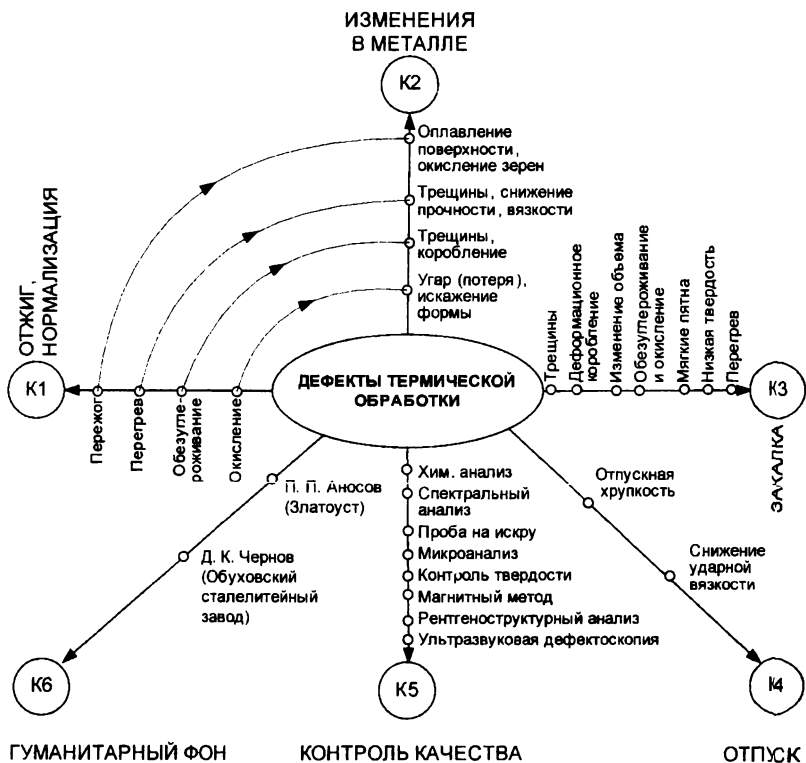 ИЗМЕНЕНИЯ
В МЕТАЛЛЕ
К2
Оплавление
поверхности,
окисление зерен
Трещины, снижение
прочности, вязкости
Трещины,
коробление
Угар (потеря),
искажение
формы
ОТЖИГ,
НОРМАЛИЗАЦИЯ
К1
Пережог
Перегрев
Обезугле-
роживание
Окисление
ДЕФЕКТЫ ТЕРМИЧЕСКОЙ
ОБРАБОТКИ
Трещины
Деформационное
коробление
Изменение объема
Обезуглероживание
и окисление
Мягкие пятна
Низкая твердость
Перегрев
К3
ЗАКАЛКА
П. П. Аносов
(Златоуст)
Д. К. Чернов
(Обуховский
сталелитейный
завод)
К6
ГУМАНИТАРНЫЙ ФОН
Хим. анализ
Спектральный
анализ
Проба на искру
Микроанализ
Контроль твердости
Магнитный метод
Рентгеноструктурный анализ
Ультразвуковая дефектоскопия
К5
КОНТРОЛЬ КАЧЕСТВА
Отпускная
хрупкость
Снижение
ударной
вязкости
К4
ОТПУСК